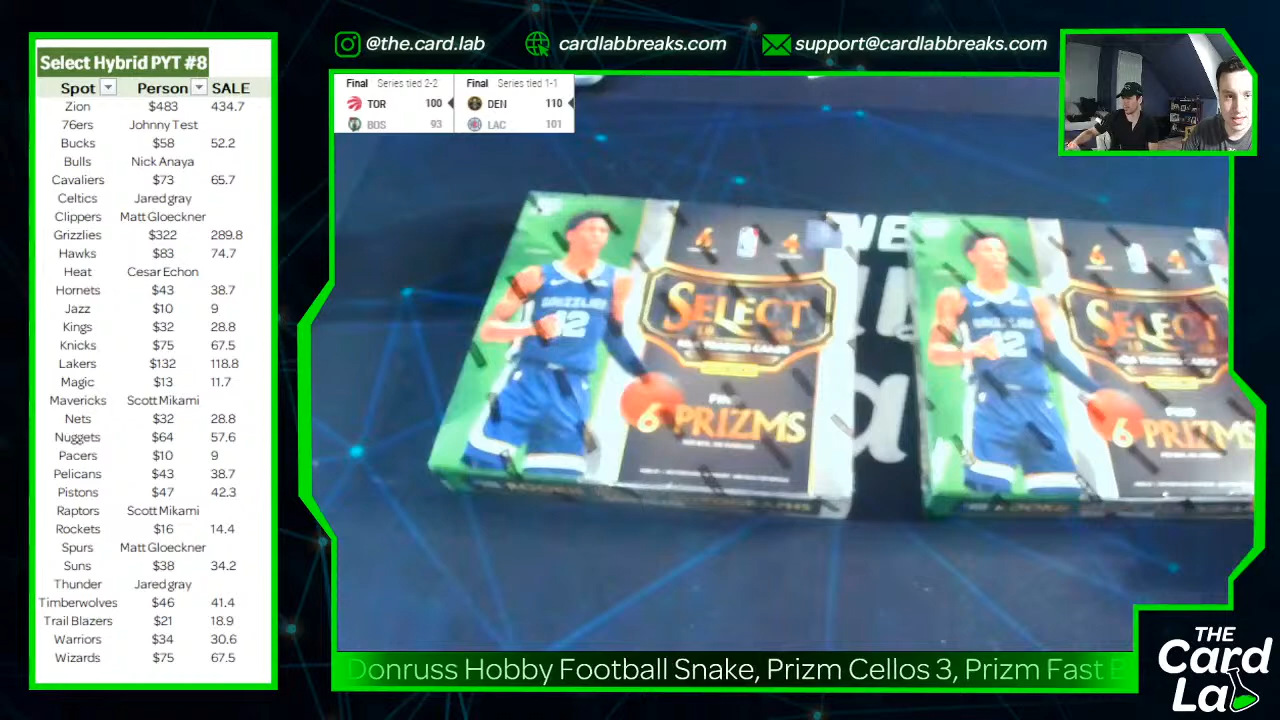 @the.card.lab
cardlabbreaks.com
support@cardlabbreaks.com
Select Hybrid PYT #8
Spot Person SALE
Zion $483 434.7
76ers Johnny Test
Bucks $58 52.2
Bulls Nick Anaya
Cavaliers $73 65.7
Celtics Jared gray
Clippers Matt Gloeckner
Grizzlies $322 289.8
Hawks $83 74.7
Heat Cesar Echon
Hornets $43 38.7
Jazz $10 9
Kings $32 28.8
Knicks $75 67.5
Lakers $132 118.8
Magic $13 11.7
Mavericks Scott Mikami
Nets $32 28.8
Nuggets $64 57.6
Pacers $10 9
Pelicans $43 38.7
Pistons $47 42.3
Raptors Scott Mikami
Rockets $16 14.4
Spurs Matt Gloeckner
Suns $38 34.2
Thunder Jared gray
Timberwolves $46 41.4
Trail Blazers $21 18.9
Warriors $34 30.6
Wizards $75 67.5
Final Series tied 2-2
TOR 100
BOS 93
Final Series tied 1-1
DEN 110
LAC 101
SELECT
6 PRIZMS
GRIZZLIES
12
SELECT
6 PRIZMS
Donruss Hobby Football Snake, Prizm Cellos 3, Prizm Fast
THE
Card
La